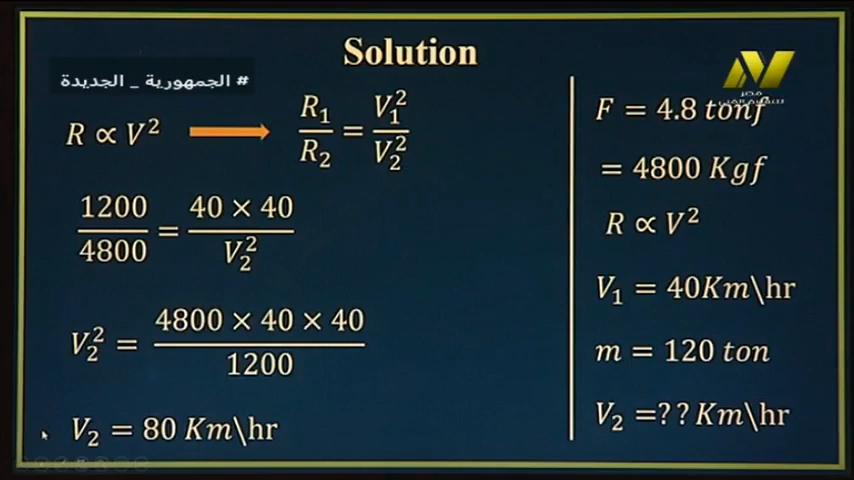 Solution
# الجمهورية _ الجديدة
R ∝ V² → R₁/R₂ = V₁²/V₂²
1200/4800 = 40 × 40/V₂²
V₂² = 4800 × 40 × 40/1200
V₂ = 80 Km\hr
مصر
F = 4.8 tonf
= 4800 Kgf
R ∝ V²
V₁ = 40Km\hr
m = 120 ton
V₂ =?? Km\hr